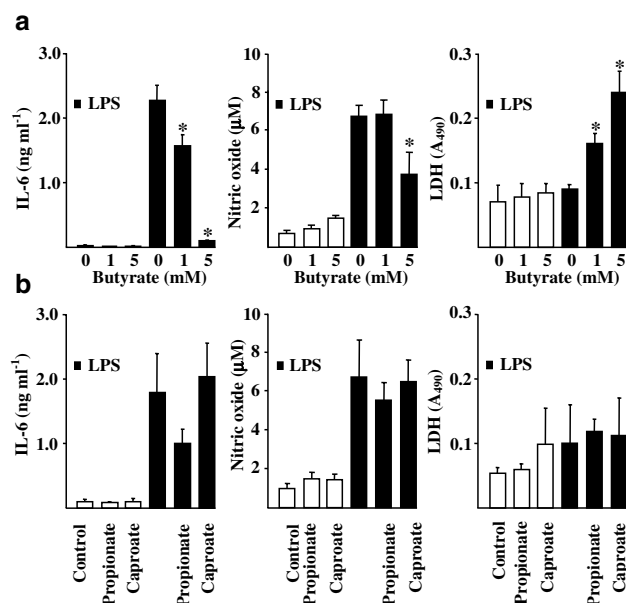 a
3.0
2.0
1.0
IL-6 (ng ml-1)
LPS
*
*
0 1 5 0 1 5
Butyrate (mM)
10
8
6
4
2
Nitric oxide (µM)
LPS
*
0 1 5 0 1 5
Butyrate (mM)
0.3
0.2
0.1
LDH (A490)
LPS
*
*
0 1 5 0 1 5
Butyrate (mM)
b
3.0
2.0
1.0
IL-6 (ng ml-1)
LPS
Control
Propionate
Caproate
Propionate
Caproate
10
8
6
4
2
Nitric oxide (µM)
LPS
Control
Propionate
Caproate
Propionate
Caproate
0.3
0.2
0.1
LDH (A490)
LPS
Control
Propionate
Caproate
Propionate
Caproate